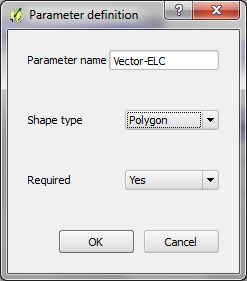 Parameter definition
Parameter name Vector-ELC
Shape type Polygon
Required Yes
OK Cancel